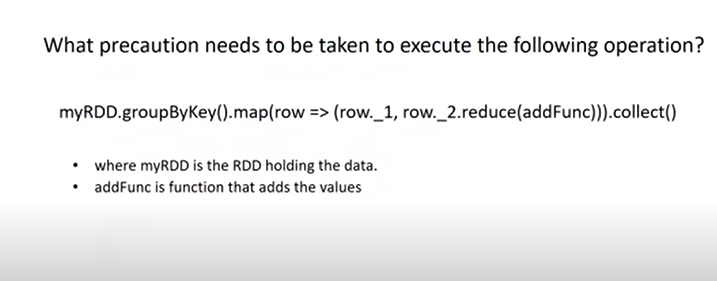 What precaution needs to be taken to execute the following operation?
myRDD.groupByKey().map(row => (row._1, row._2.reduce(addFunc))).collect()
• where myRDD is the RDD holding the data.
• addFunc is function that adds the values